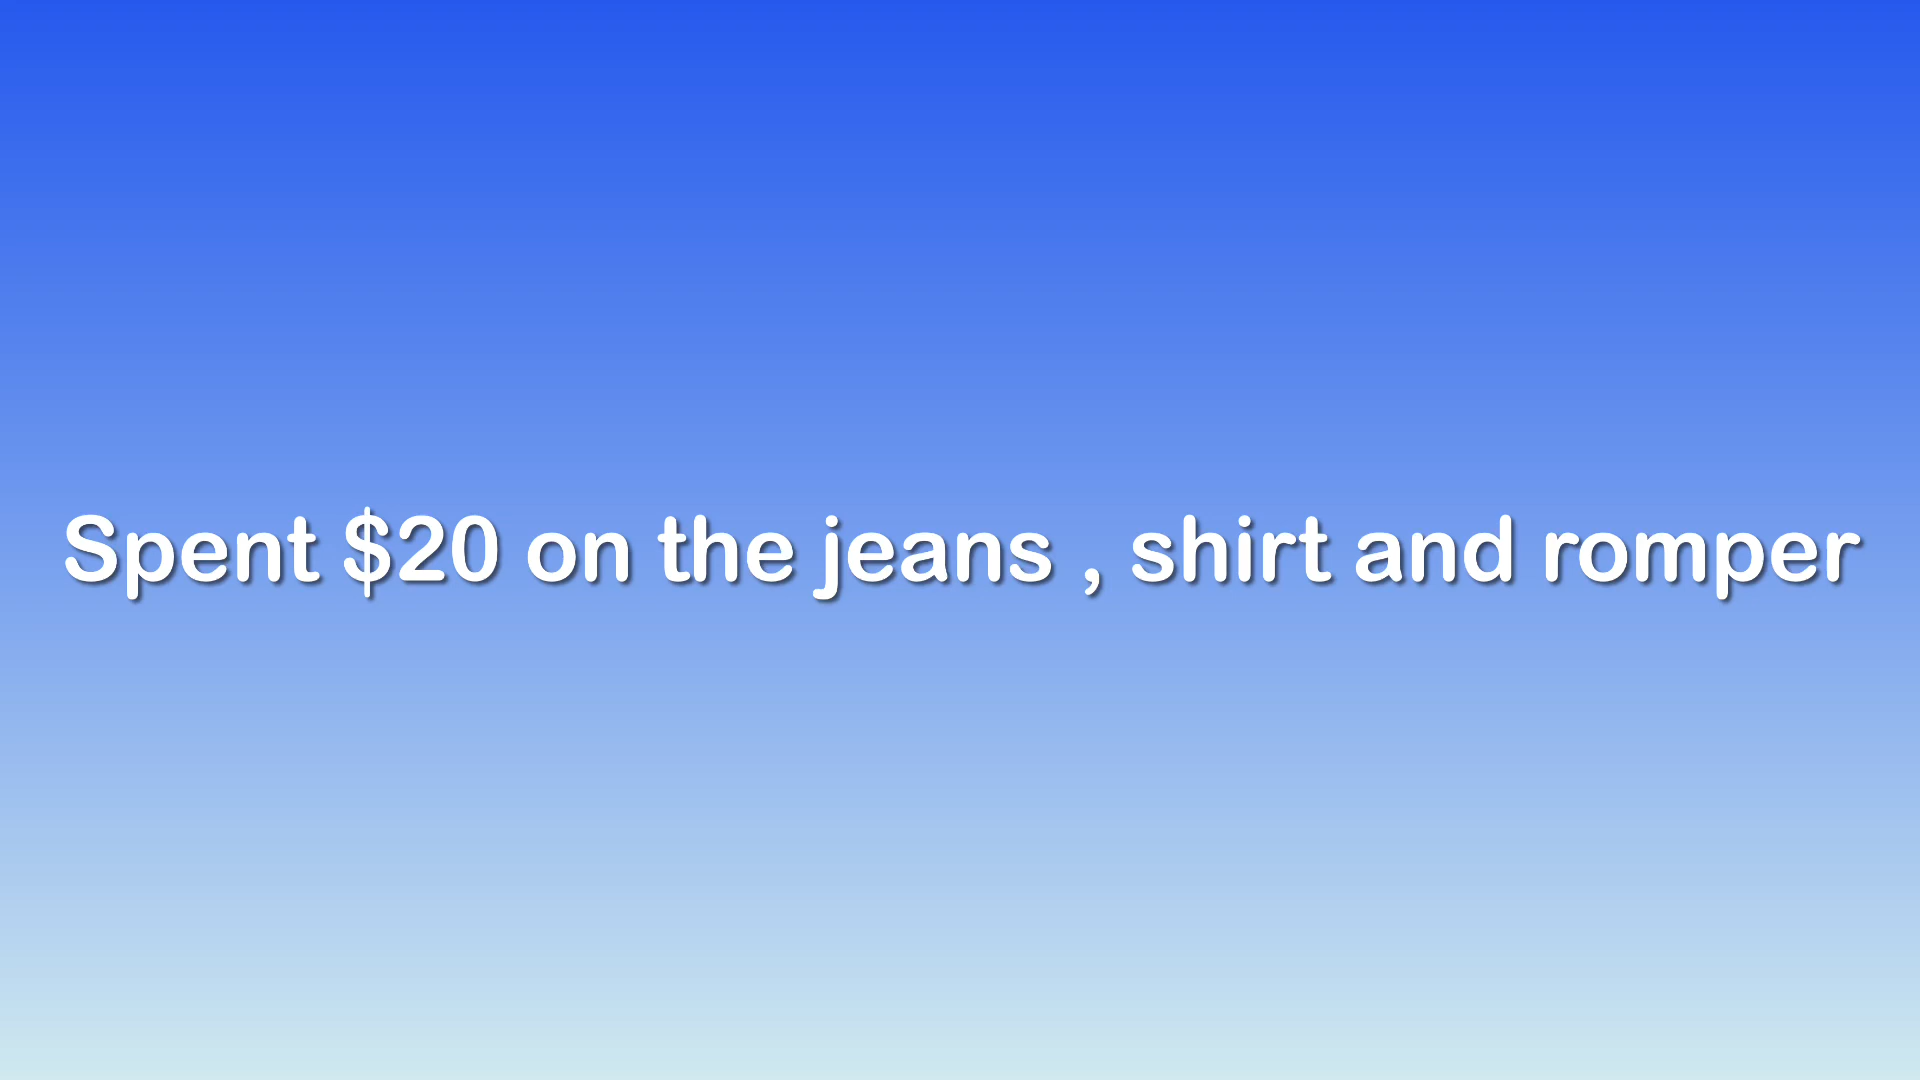 Spent $20 on the jeans , shirt and romper